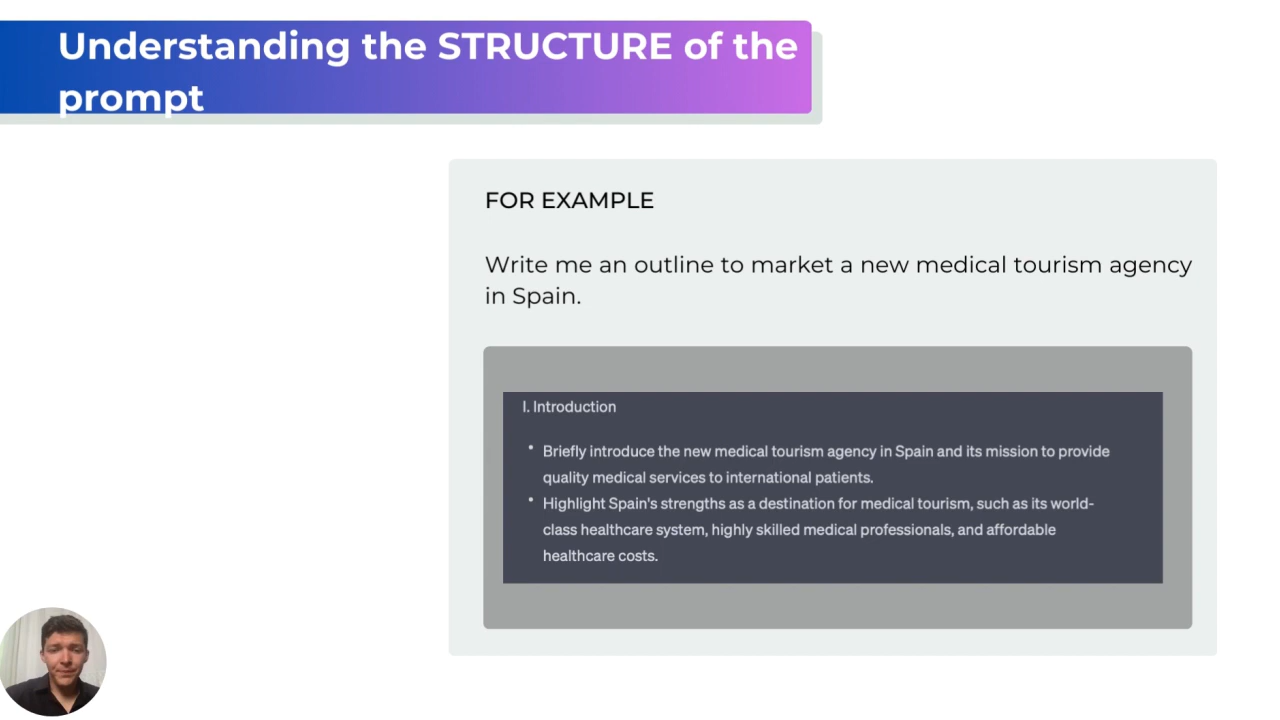 Understanding the STRUCTURE of the
prompt
FOR EXAMPLE
Write me an outline to market a new medical tourism agency
in Spain.
I. Introduction
• Briefly introduce the new medical tourism agency in Spain and its mission to provide
quality medical services to international patients.
• Highlight Spain's strengths as a destination for medical tourism, such as its world-
class healthcare system, highly skilled medical professionals, and affordable
healthcare costs.